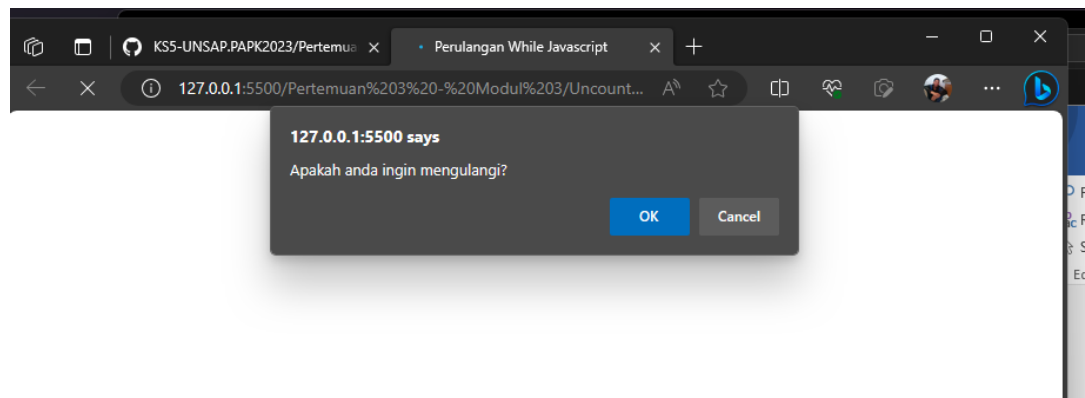 KS5-UNSAP.PAPK2023/Pertemua
Perulangan While Javascript
127.0.0.1:5500/Pertemuan%203%20-%20Modul%203/Uncount...
127.0.0.1:5500 says
Apakah anda ingin mengulangi?
OK Cancel